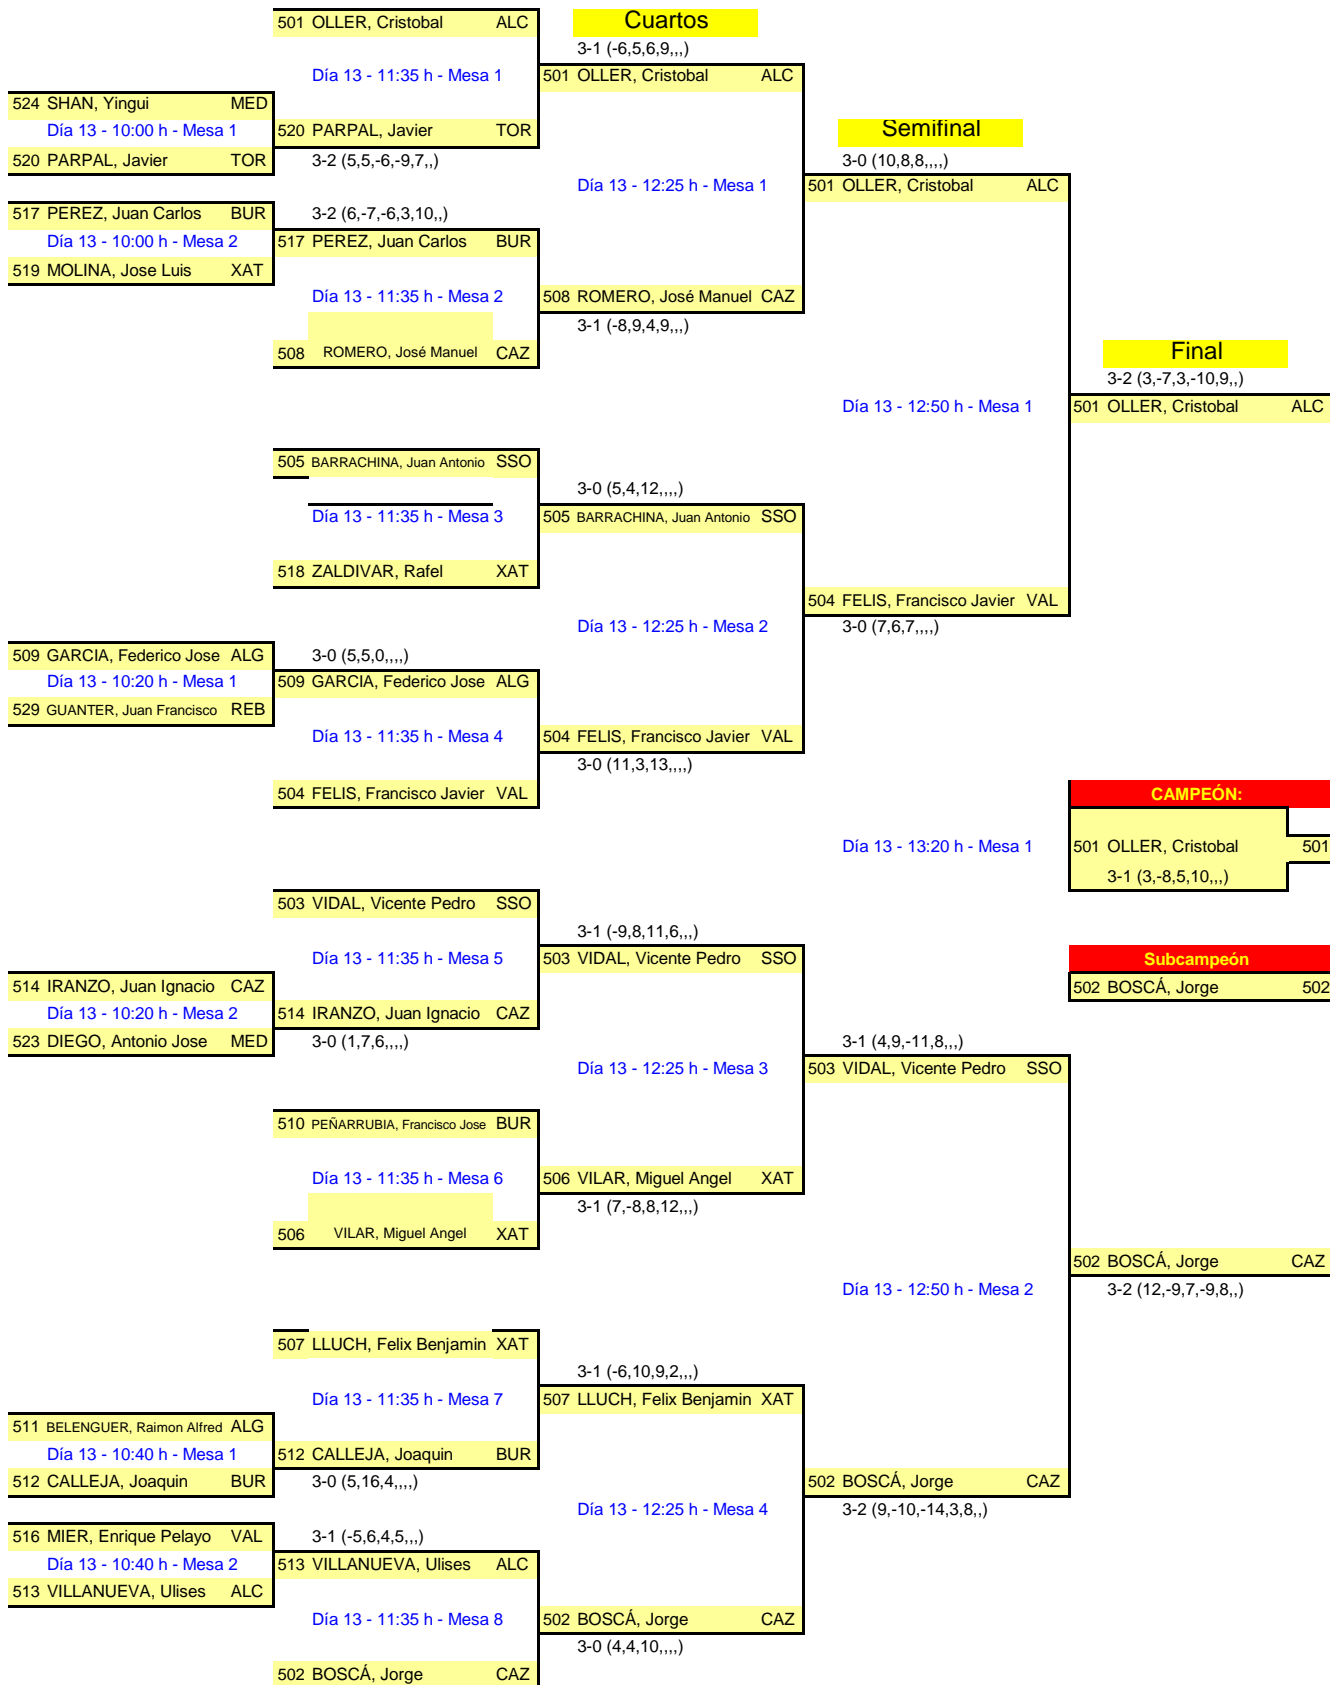 501 OLLER, Cristobal ALC
Cuartos
3-1 (-6,5,6,9,,,)
Día 13 - 11:35 h - Mesa 1
501 OLLER, Cristobal ALC
524 SHAN, Yingui MED
Día 13 - 10:00 h - Mesa 1
520 PARPAL, Javier TOR
Semifinal
520 PARPAL, Javier TOR
3-2 (5,5,-6,-9,7,,)
3-0 (10,8,8,,,,)
Día 13 - 12:25 h - Mesa 1
501 OLLER, Cristobal ALC
517 PEREZ, Juan Carlos BUR
3-2 (6,-7,-6,3,10,,)
Día 13 - 10:00 h - Mesa 2
517 PEREZ, Juan Carlos BUR
519 MOLINA, Jose Luis XAT
Día 13 - 11:35 h - Mesa 2
508 ROMERO, José Manuel CAZ
3-1 (-8,9,4,9,,,)
508 ROMERO, José Manuel CAZ
Final
3-2 (3,-7,3,-10,9,,)
Día 13 - 12:50 h - Mesa 1
501 OLLER, Cristobal ALC
505 BARRACHINA, Juan Antonio SSO
3-0 (5,4,12,,,,)
Día 13 - 11:35 h - Mesa 3
505 BARRACHINA, Juan Antonio SSO
518 ZALDIVAR, Rafel XAT
504 FELIS, Francisco Javier VAL
Día 13 - 12:25 h - Mesa 2
3-0 (7,6,7,,,,)
509 GARCIA, Federico Jose ALG
3-0 (5,5,0,,,,)
Día 13 - 10:20 h - Mesa 1
509 GARCIA, Federico Jose ALG
529 GUANTER, Juan Francisco REB
Día 13 - 11:35 h - Mesa 4
504 FELIS, Francisco Javier VAL
3-0 (11,3,13,,,,)
504 FELIS, Francisco Javier VAL
CAMPEÓN:
Día 13 - 13:20 h - Mesa 1
501 OLLER, Cristobal 501
3-1 (3,-8,5,10,,,)
503 VIDAL, Vicente Pedro SSO
3-1 (-9,8,11,6,,,)
Día 13 - 11:35 h - Mesa 5
503 VIDAL, Vicente Pedro SSO
Subcampeón
514 IRANZO, Juan Ignacio CAZ
502 BOSCÁ, Jorge 502
Día 13 - 10:20 h - Mesa 2
514 IRANZO, Juan Ignacio CAZ
523 DIEGO, Antonio Jose MED
3-0 (1,7,6,,,,)
3-1 (4,9,-11,8,,,)
Día 13 - 12:25 h - Mesa 3
503 VIDAL, Vicente Pedro SSO
510 PEÑARRUBIA, Francisco Jose BUR
Día 13 - 11:35 h - Mesa 6
506 VILAR, Miguel Angel XAT
3-1 (7,-8,8,12,,,)
506 VILAR, Miguel Angel XAT
502 BOSCÁ, Jorge CAZ
Día 13 - 12:50 h - Mesa 2
3-2 (12,-9,7,-9,8,,)
507 LLUCH, Felix Benjamin XAT
3-1 (-6,10,9,2,,,)
Día 13 - 11:35 h - Mesa 7
507 LLUCH, Felix Benjamin XAT
511 BELENGUER, Raimon Alfred ALG
Día 13 - 10:40 h - Mesa 1
512 CALLEJA, Joaquin BUR
512 CALLEJA, Joaquin BUR
3-0 (5,16,4,,,,)
502 BOSCÁ, Jorge CAZ
Día 13 - 12:25 h - Mesa 4
3-2 (9,-10,-14,3,8,,)
516 MIER, Enrique Pelayo VAL
3-1 (-5,6,4,5,,,)
Día 13 - 10:40 h - Mesa 2
513 VILLANUEVA, Ulises ALC
513 VILLANUEVA, Ulises ALC
Día 13 - 11:35 h - Mesa 8
502 BOSCÁ, Jorge CAZ
3-0 (4,4,10,,,,)
502 BOSCÁ, Jorge CAZ